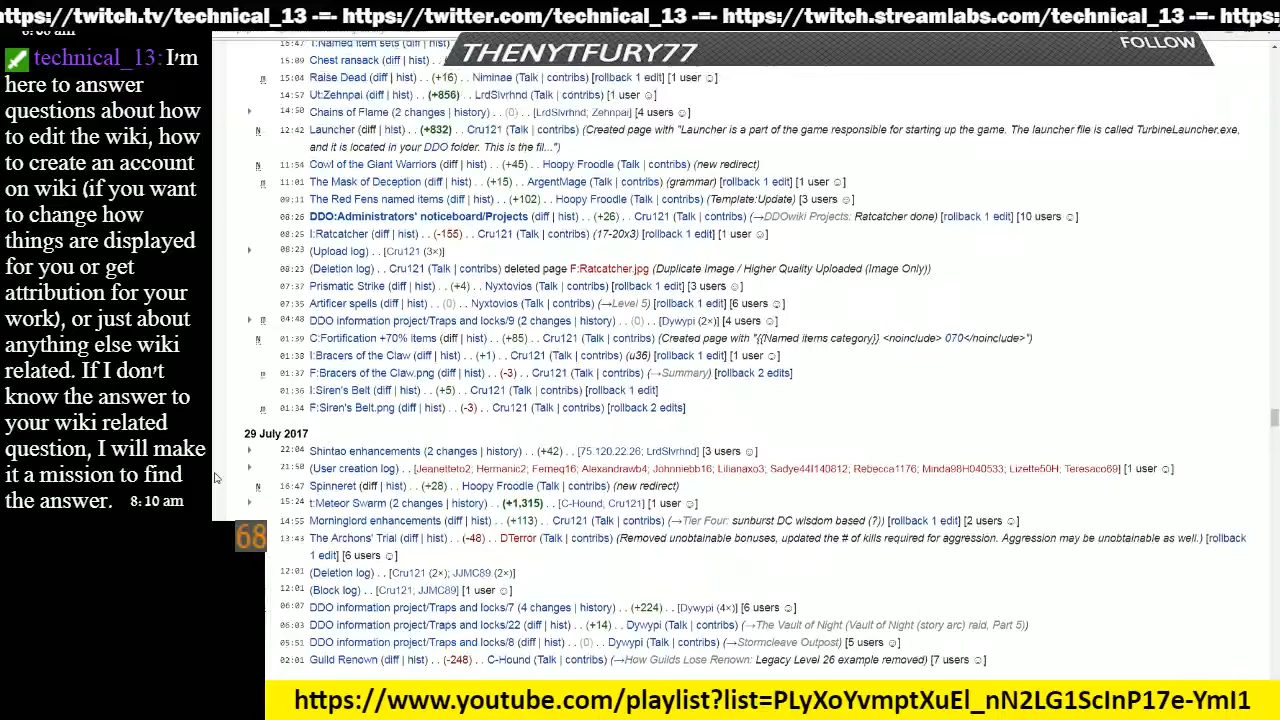 https://twitch.tv/technical_13 -=- https://twitter.com/technical_13 -=- https://twitch.streamlabs.com/technical_13 -=- https:
8:08 am
technical_13: I'm
here to answer
questions about how
to edit the wiki, how
to create an account
on wiki (if you want
to change how
things are displayed
for you or get
attribution for your
work), or just about
anything else wiki
related. If I don't
know the answer to
your wiki related
question, I will make
it a mission to find
the answer. 8:10 am
THENYTFURY77
FOLLOW
16:47 I:Named item sets (diff | hist)
15:09 Chest ransack (diff | hist)
m 15:04 Raise Dead (diff | hist) . . (+16) . . Niminae (Talk | contribs) [rollback 1 edit] [1 user ☺]
14:57 Ut:Zehnpai (diff | hist) . . (+856) . . LrdSlvrhnd (Talk | contribs) [1 user ☺]
14:50 Chains of Flame (2 changes | history) . . (0) . . [LrdSlvrhnd; Zehnpai] [4 users ☺]
N 12:42 Launcher (diff | hist) . . (+832) . . Cru121 (Talk | contribs) (Created page with "Launcher is a part of the game responsible for starting up the game. The launcher file is called TurbineLauncher.exe,
and it is located in your DDO folder. This is the fil...")
N 11:54 Cowl of the Giant Warriors (diff | hist) . . (+45) . . Hoopy Froodle (Talk | contribs) (new redirect)
m 11:01 The Mask of Deception (diff | hist) . . (+15) . . ArgentMage (Talk | contribs) (grammar) [rollback 1 edit] [1 user ☺]
09:11 The Red Fens named items (diff | hist) . . (+102) . . Hoopy Froodle (Talk | contribs) (Template:Update) [3 users ☺]
08:26 DDO:Administrators' noticeboard/Projects (diff | hist) . . (+26) . . Cru121 (Talk | contribs) (→DDOwiki Projects: Ratcatcher done) [rollback 1 edit] [10 users ☺]
08:25 I:Ratcatcher (diff | hist) . . (-155) . . Cru121 (Talk | contribs) (17-20x3) [rollback 1 edit] [1 user ☺]
08:23 (Upload log) . . [Cru121 (3×)]
08:23 (Deletion log) . . Cru121 (Talk | contribs) deleted page F:Ratcatcher.jpg (Duplicate Image / Higher Quality Uploaded (Image Only))
07:37 Prismatic Strike (diff | hist) . . (+4) . . Nyxtovios (Talk | contribs) [rollback 1 edit] [3 users ☺]
07:35 Artificer spells (diff | hist) . . (0) . . Nyxtovios (Talk | contribs) (→Level 5) [rollback 1 edit] [6 users ☺]
m 04:48 DDO information project/Traps and locks/9 (2 changes | history) . . (0) . . [Dywypi (2×)] [4 users ☺]
N 01:39 C:Fortification +70% items (diff | hist) . . (+85) . . Cru121 (Talk | contribs) (Created page with "{{Named items category}} <noinclude> 070</noinclude>")
01:38 I:Bracers of the Claw (diff | hist) . . (+1) . . Cru121 (Talk | contribs) (u36) [rollback 1 edit] [1 user ☺]
m 01:37 F:Bracers of the Claw.png (diff | hist) . . (-3) . . Cru121 (Talk | contribs) (→Summary) [rollback 2 edits]
01:36 I:Siren's Belt (diff | hist) . . (+5) . . Cru121 (Talk | contribs) [rollback 1 edit]
m 01:34 F:Siren's Belt.png (diff | hist) . . (-3) . . Cru121 (Talk | contribs) [rollback 2 edits]
29 July 2017
22:04 Shintao enhancements (2 changes | history) . . (+42) . . [75.120.22.26; LrdSlvrhnd] [3 users ☺]
21:50 (User creation log) . . [Jeanetteto2; Hermanic2; Ferneq16; Alexandrawb4; Johnniebb16; Lilianaxo3; Sadye44I140812; Rebecca1176; Minda98H040533; Lizette50H; Teresaco69] [1 user ☺]
N 16:47 Spinneret (diff | hist) . . (+28) . . Hoopy Froodle (Talk | contribs) (new redirect)
15:24 t:Meteor Swarm (2 changes | history) . . (+1,315) . . [C-Hound; Cru121] [1 user ☺]
14:55 Morninglord enhancements (diff | hist) . . (+113) . . Cru121 (Talk | contribs) (→Tier Four: sunburst DC wisdom based (?)) [rollback 1 edit] [2 users ☺]
13:43 The Archons' Trial (diff | hist) . . (-48) . . DTerror (Talk | contribs) (Removed unobtainable bonuses, updated the # of kills required for aggression. Aggression may be unobtainable as well.) [rollback
1 edit] [6 users ☺]
12:01 (Deletion log) . . [Cru121 (2×); JJMC89 (2×)]
12:01 (Block log) . . [Cru121; JJMC89] [1 user ☺]
06:07 DDO information project/Traps and locks/7 (4 changes | history) . . (+224) . . [Dywypi (4×)] [6 users ☺]
06:03 DDO information project/Traps and locks/22 (diff | hist) . . (+14) . . Dywypi (Talk | contribs) (→The Vault of Night (Vault of Night (story arc) raid, Part 5))
05:51 DDO information project/Traps and locks/8 (diff | hist) . . (0) . . Dywypi (Talk | contribs) (→Stormcleave Outpost) [5 users ☺]
02:01 Guild Renown (diff | hist) . . (-248) . . C-Hound (Talk | contribs) (→How Guilds Lose Renown: Legacy Level 26 example removed) [7 users ☺]
68
https://www.youtube.com/playlist?list=PLyXoYvmptXuEl_nN2LG1ScInP17e-YmI1